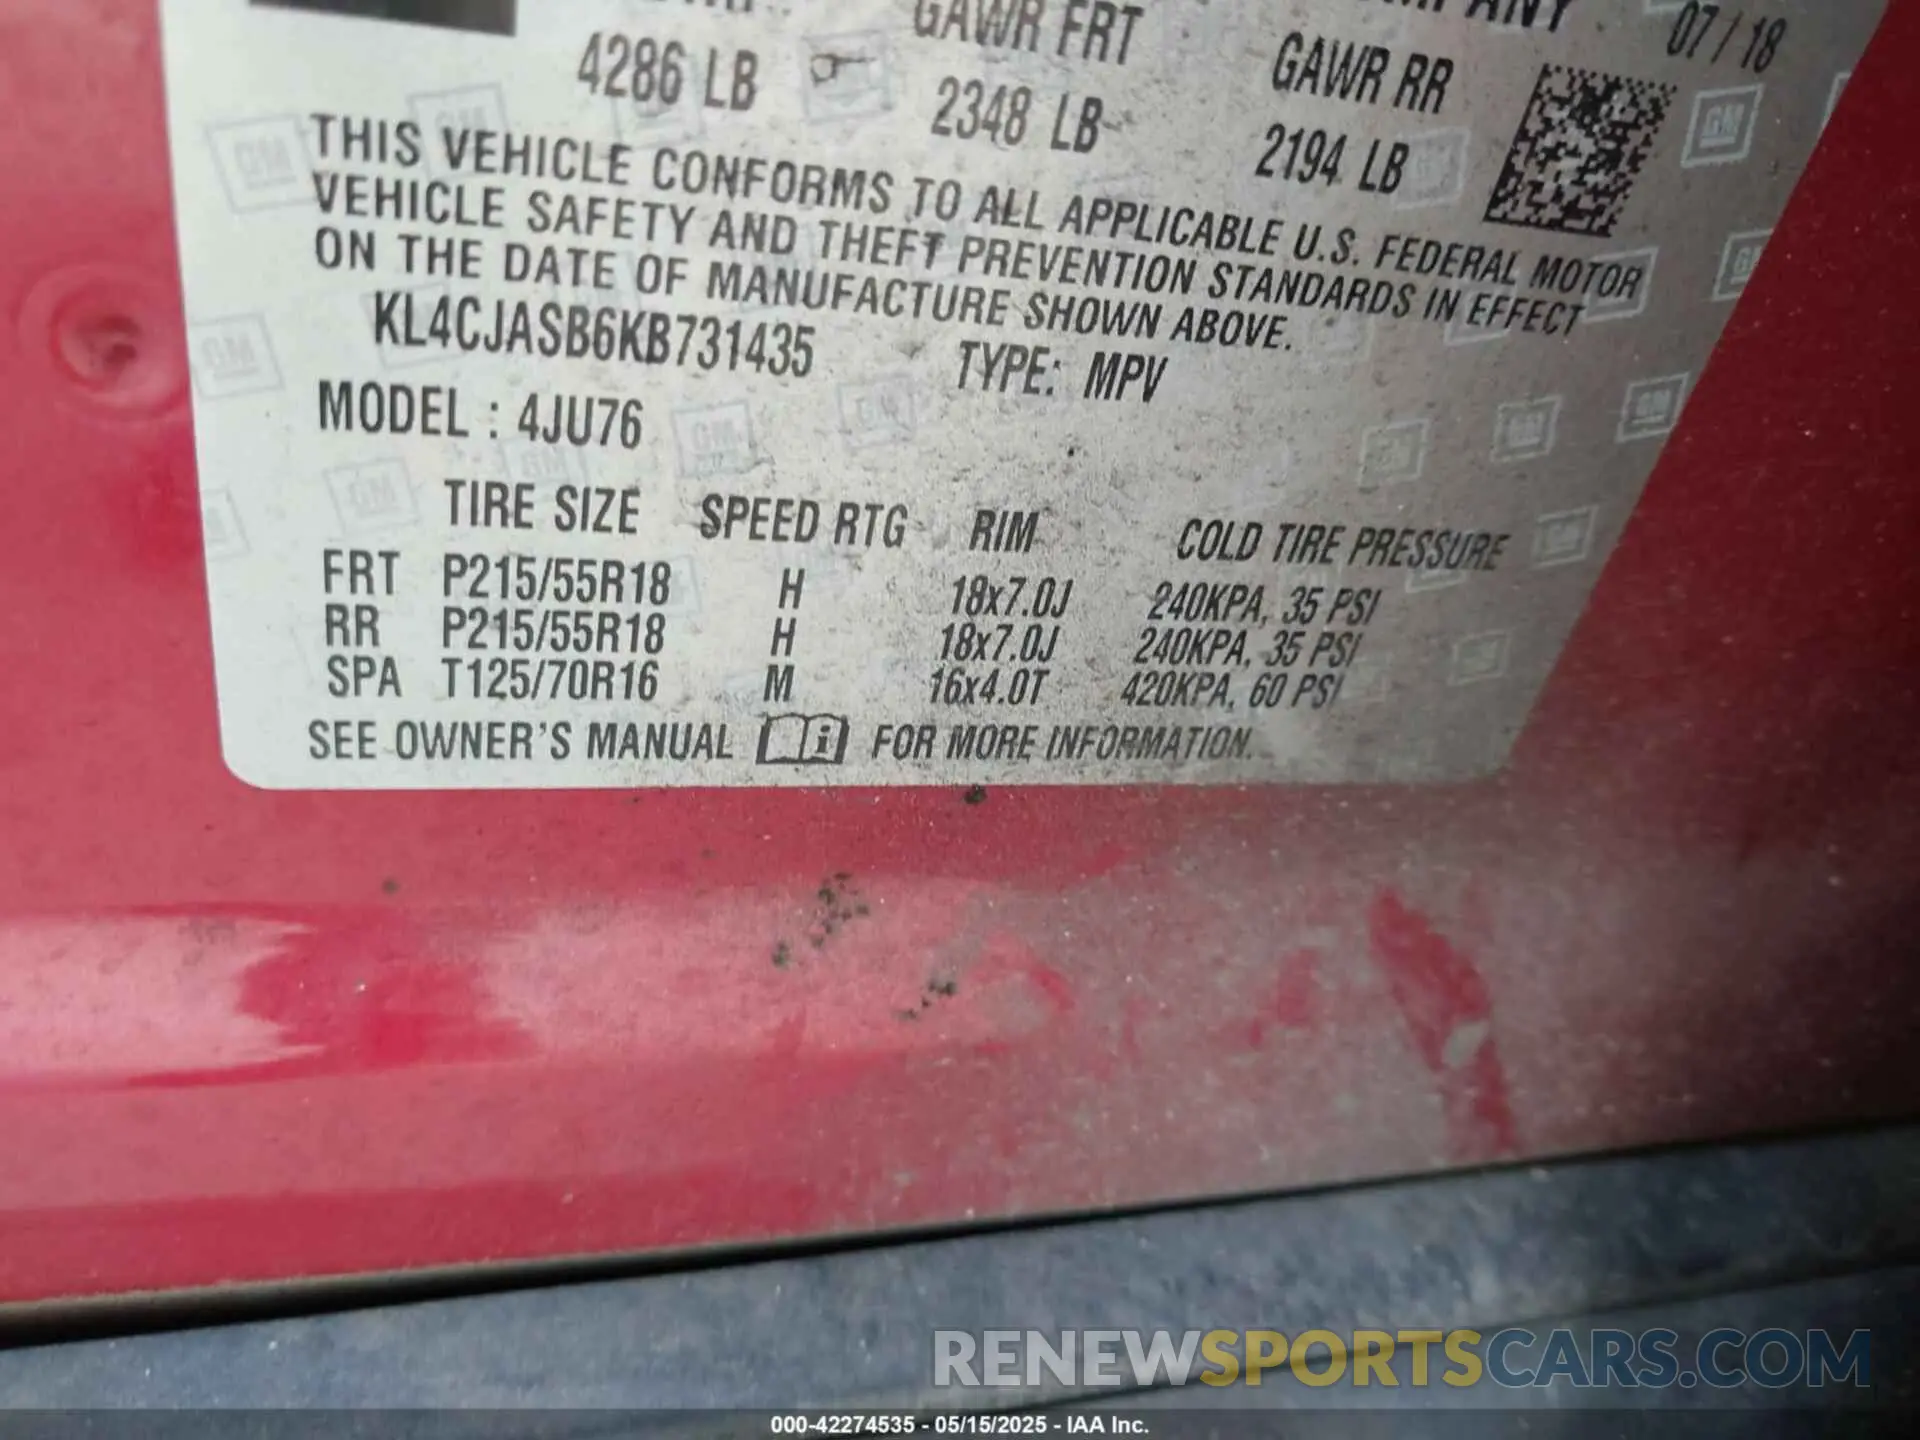 GAWR FRT
GAWR RR
07/18
4286 LB
2348 LB
2194 LB
THIS VEHICLE CONFORMS TO ALL APPLICABLE U.S. FEDERAL MOTOR
VEHICLE SAFETY AND THEFT PREVENTION STANDARDS IN EFFECT
ON THE DATE OF MANUFACTURE SHOWN ABOVE.
KL4CJASB6KB731435 TYPE: MPV
MODEL : 4JU76
TIRE SIZE SPEED RTG RIM COLD TIRE PRESSURE
FRT P215/55R18 H 18x7.0J 240KPA, 35 PSI
RR P215/55R18 H 18x7.0J 240KPA, 35 PSI
SPA T125/70R16 M 16x4.0T 420KPA, 60 PSI
SEE OWNER'S MANUAL FOR MORE INFORMATION.
RENEWSPORTSCARS.COM
000-42274535 - 05/15/2025 - IAA Inc.